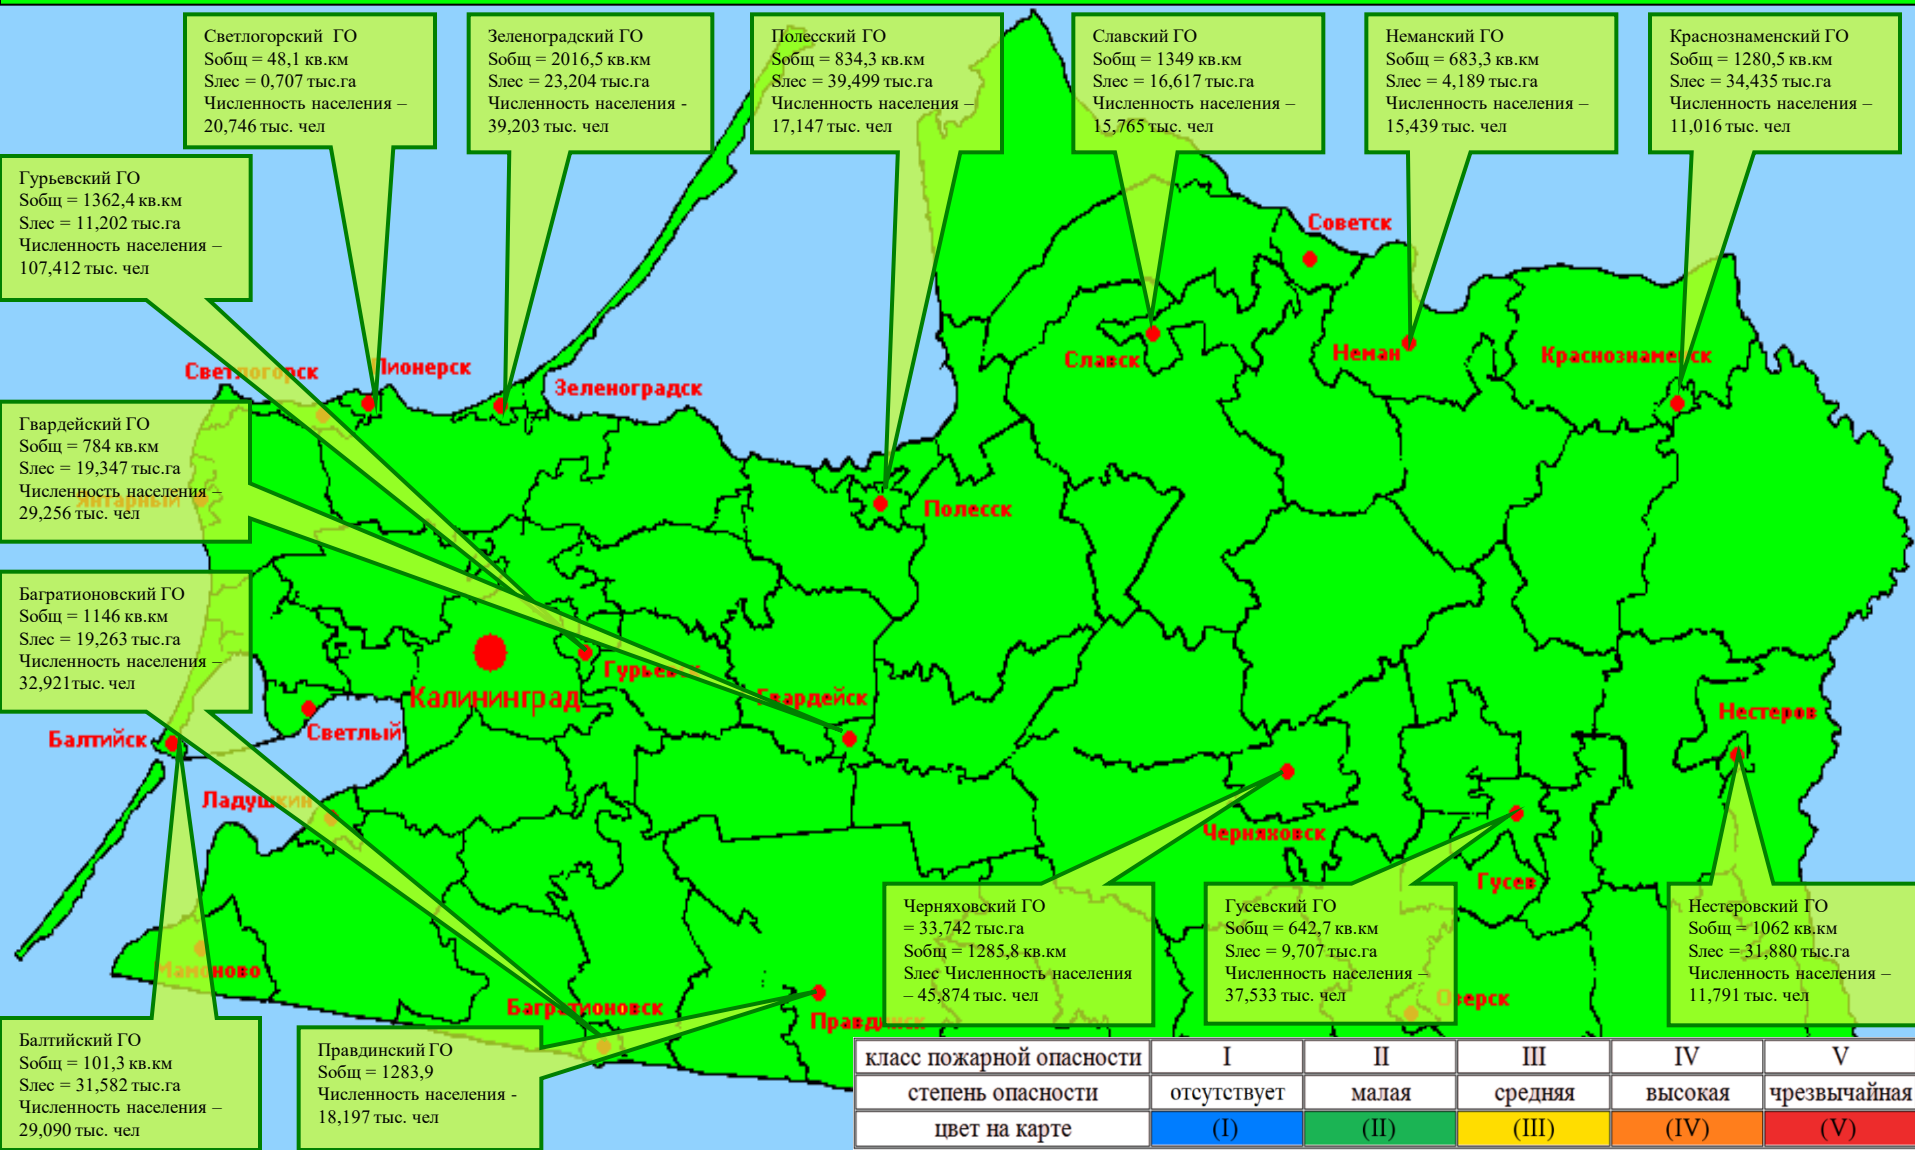 Светлогорский ГО
Sобщ = 48,1 кв.км
Sлес = 0,707 тыс.га
Численность населения –
20,746 тыс. чел
Зеленоградский ГО
Sобщ = 2016,5 кв.км
Sлес = 23,204 тыс.га
Численность населения -
39,203 тыс. чел
Полесский ГО
Sобщ = 834,3 кв.км
Sлес = 39,499 тыс.га
Численность населения –
17,147 тыс. чел
Славский ГО
Sобщ = 1349 кв.км
Sлес = 16,617 тыс.га
Численность населения –
15,765 тыс. чел
Неманский ГО
Sобщ = 683,3 кв.км
Sлес = 4,189 тыс.га
Численность населения –
15,439 тыс. чел
Краснознаменский ГО
Sобщ = 1280,5 кв.км
Sлес = 34,435 тыс.га
Численность населения –
11,016 тыс. чел
Гурьевский ГО
Sобщ = 1362,4 кв.км
Sлес = 11,202 тыс.га
Численность населения –
107,412 тыс. чел
Советск
Славск
Неман
Краснознаменск
Светлогорск
Пионерск
Зеленоградск
Гвардейский ГО
Sобщ = 784 кв.км
Sлес = 19,347 тыс.га
Численность населения –
29,256 тыс. чел
Янтарный
Полесск
Багратионовский ГО
Sобщ = 1146 кв.км
Sлес = 19,263 тыс.га
Численность населения –
32,921тыс. чел
Гурьевск
Калининград
Гвардейск
Нестеров
Светлый
Балтийск
Ладушкин
Черняховск
Гусев
Черняховский ГО
= 33,742 тыс.га
Sобщ = 1285,8 кв.км
Sлес Численность населения
– 45,874 тыс. чел
Гусевский ГО
Sобщ = 642,7 кв.км
Sлес = 9,707 тыс.га
Численность населения –
37,533 тыс. чел
Нестеровский ГО
Sобщ = 1062 кв.км
Sлес = 31,880 тыс.га
Численность населения –
11,791 тыс. чел
Мамоново
Багратионовск
Правдинск
Озерск
Балтийский ГО
Sобщ = 101,3 кв.км
Sлес = 31,582 тыс.га
Численность населения –
29,090 тыс. чел
Правдинский ГО
Sобщ = 1283,9
Численность населения -
18,197 тыс. чел
класс пожарной опасности I II III IV V
степень опасности отсутствует малая средняя высокая чрезвычайная
цвет на карте (I) (II) (III) (IV) (V)